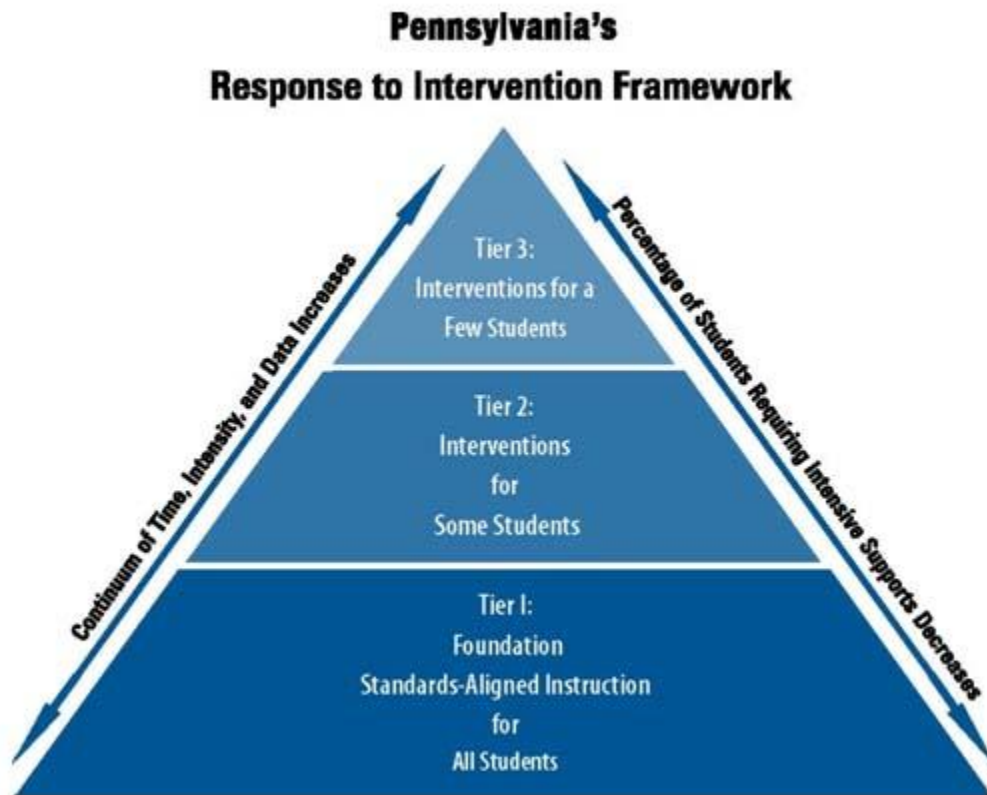 Pennsylvania's
Response to Intervention Framework
Continuum of Time, Intensity, and Data Increases
Percentage of Students Requiring Intensive Supports Decreases
Tier 3:
Interventions for a
Few Students
Tier 2:
Interventions
for
Some Students
Tier I:
Foundation
Standards-Aligned Instruction
for
All Students